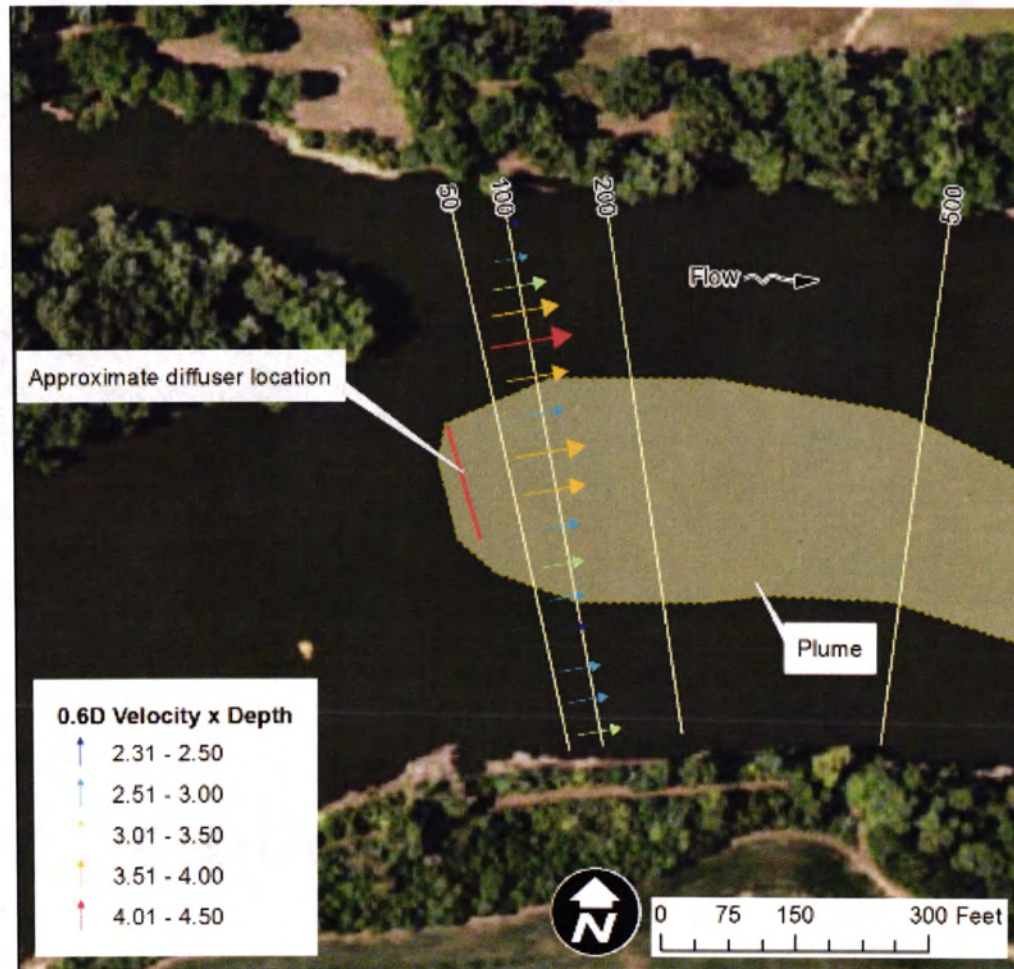 50
100
200
500
Flow
Approximate diffuser location
Plume
0.6D Velocity x Depth
2.31 - 2.50
2.51 - 3.00
3.01 - 3.50
3.51 - 4.00
4.01 - 4.50
N
0 75 150 300 Feet